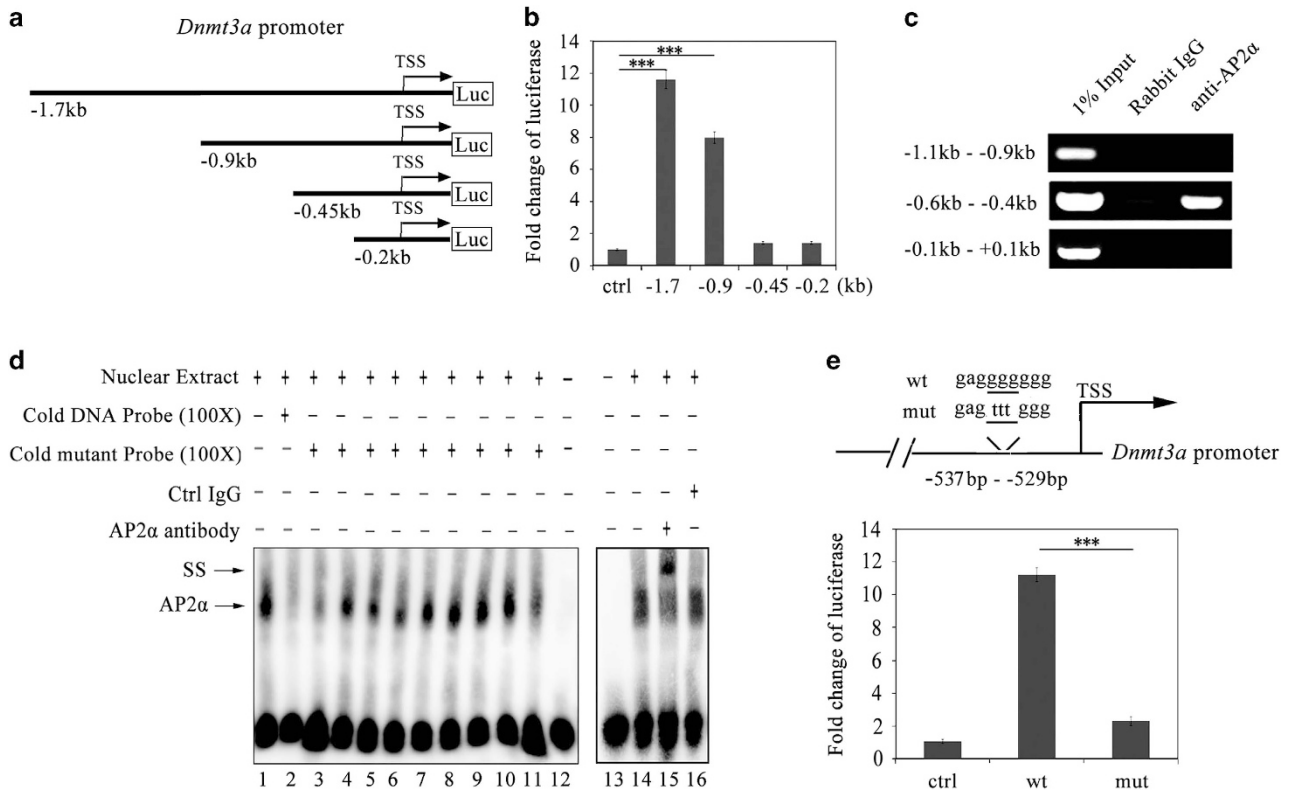 a
Dnmt3a promoter
TSS
Luc
-1.7kb
TSS
Luc
-0.9kb
TSS
Luc
-0.45kb
TSS
Luc
-0.2kb
b
Fold change of luciferase
14
12
10
8
6
4
2
0
***
***
ctrl -1.7 -0.9 -0.45 -0.2 (kb)
c
1% Input
Rabbit IgG
anti-AP2α
-1.1kb - -0.9kb
-0.6kb - -0.4kb
-0.1kb - +0.1kb
d
Nuclear Extract + + + + + + + + + + + - - + + +
Cold DNA Probe (100X) - + - - - - - - - - - - - - - -
Cold mutant Probe (100X) - - + + + + + + + + + - - - - -
Ctrl IgG - - - - - - - - - - - - - - - +
AP2α antibody - - - - - - - - - - - - - - + -
SS
AP2α
1 2 3 4 5 6 7 8 9 10 11 12 13 14 15 16
e
wt gaggggggg
mut gag ttt ggg
TSS
Dnmt3a promoter
-537bp - -529bp
Fold change of luciferase
14
12
10
8
6
4
2
0
***
ctrl wt mut